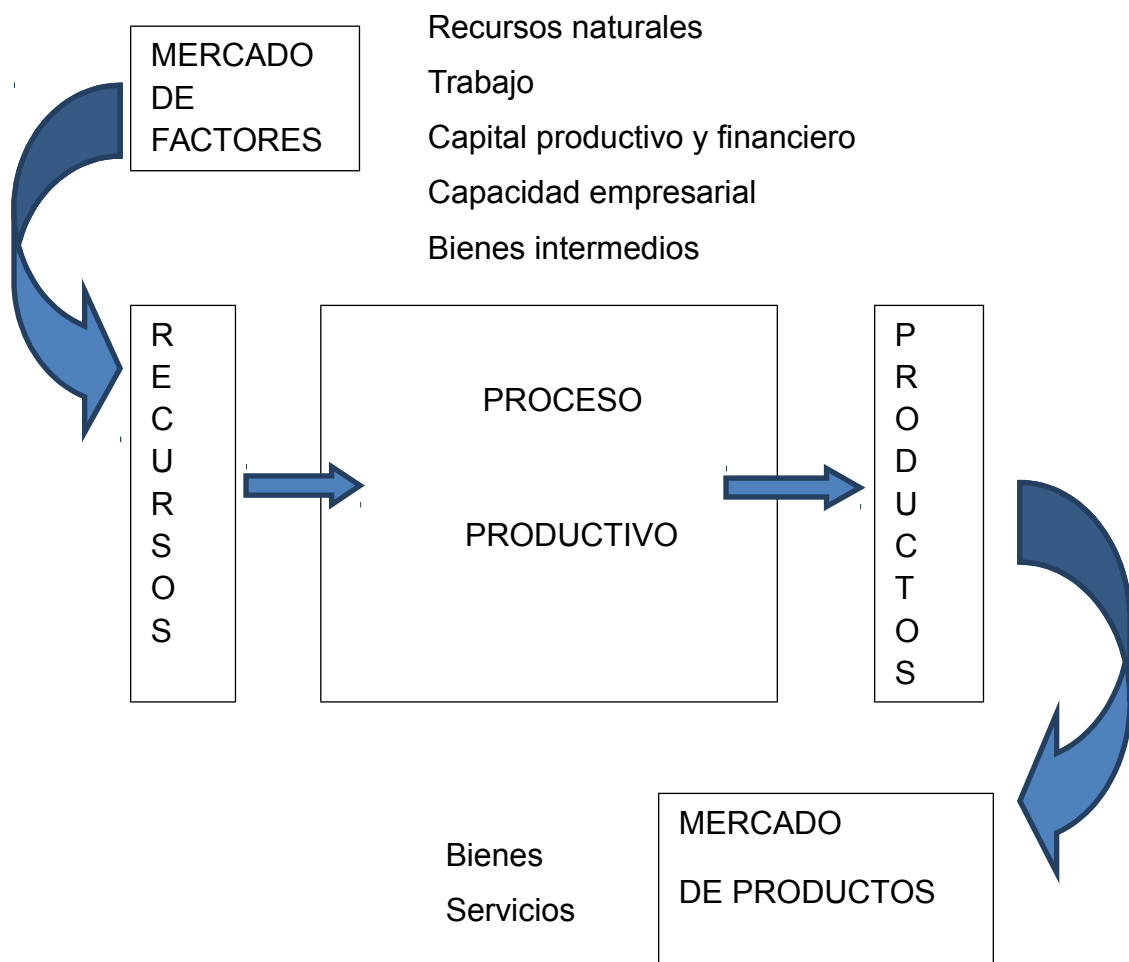 MERCADO
DE
FACTORES
Recursos naturales
Trabajo
Capital productivo y financiero
Capacidad empresarial
Bienes intermedios
R
E
C
U
R
S
O
S
PROCESO
PRODUCTIVO
P
R
O
D
U
C
T
O
S
Bienes
Servicios
MERCADO
DE PRODUCTOS